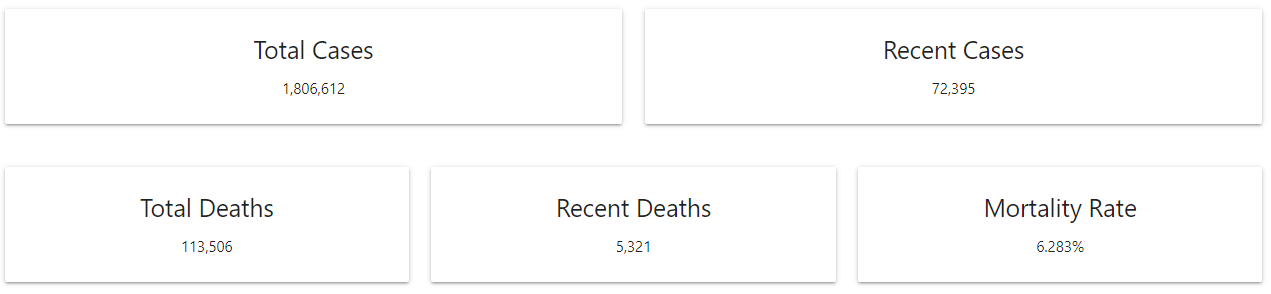 Total Cases
1,806,612
Recent Cases
72,395
Total Deaths
113,506
Recent Deaths
5,321
Mortality Rate
6.283%